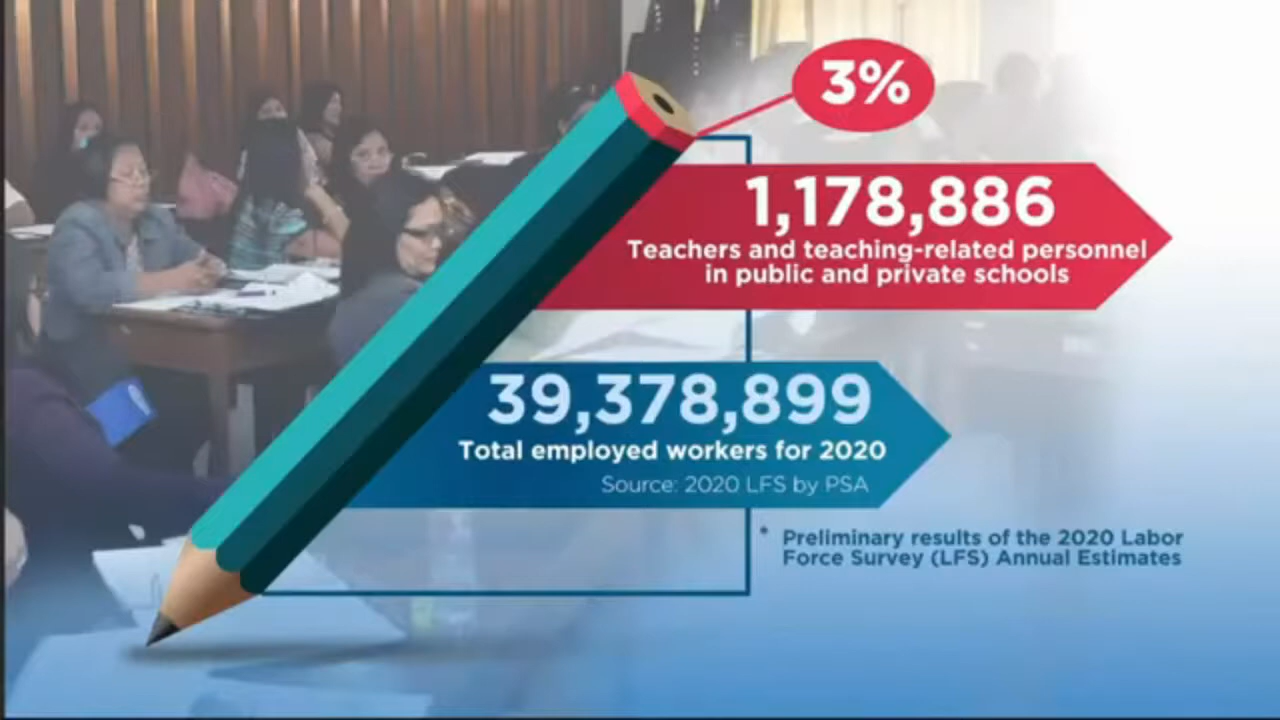 3%
1,178,886
Teachers and teaching-related personnel
in public and private schools
39,378,899
Total employed workers for 2020
Source: 2020 LFS by PSA
* Preliminary results of the 2020 Labor
Force Survey (LFS) Annual Estimates